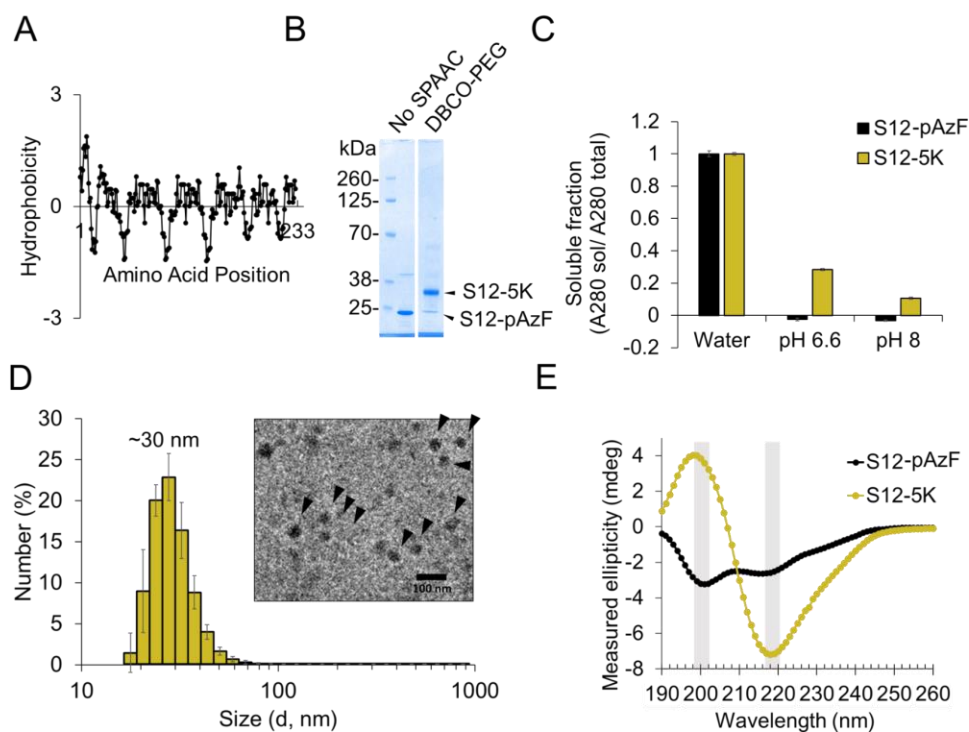 A
3
Hydrophobicity
0
1
233
Amino Acid Position
-3
B
No SPAAC
DBCO-PEG
kDa
260-
125-
70-
38-
25-
S12-5K
S12-pAzF
C
Soluble fraction
(A280 sol/ A280 total)
1.2
1
0.8
0.6
0.4
0.2
0
-0.2
S12-pAzF
S12-5K
Water pH 6.6 pH 8
D
Number (%)
30
25
20
15
10
5
0
~30 nm
100 nm
10 100 1000
Size (d, nm)
E
Measured ellipticity (mdeg)
4
2
0
-2
-4
-6
-8
S12-pAzF
S12-5K
190 200 210 220 230 240 250 260
Wavelength (nm)